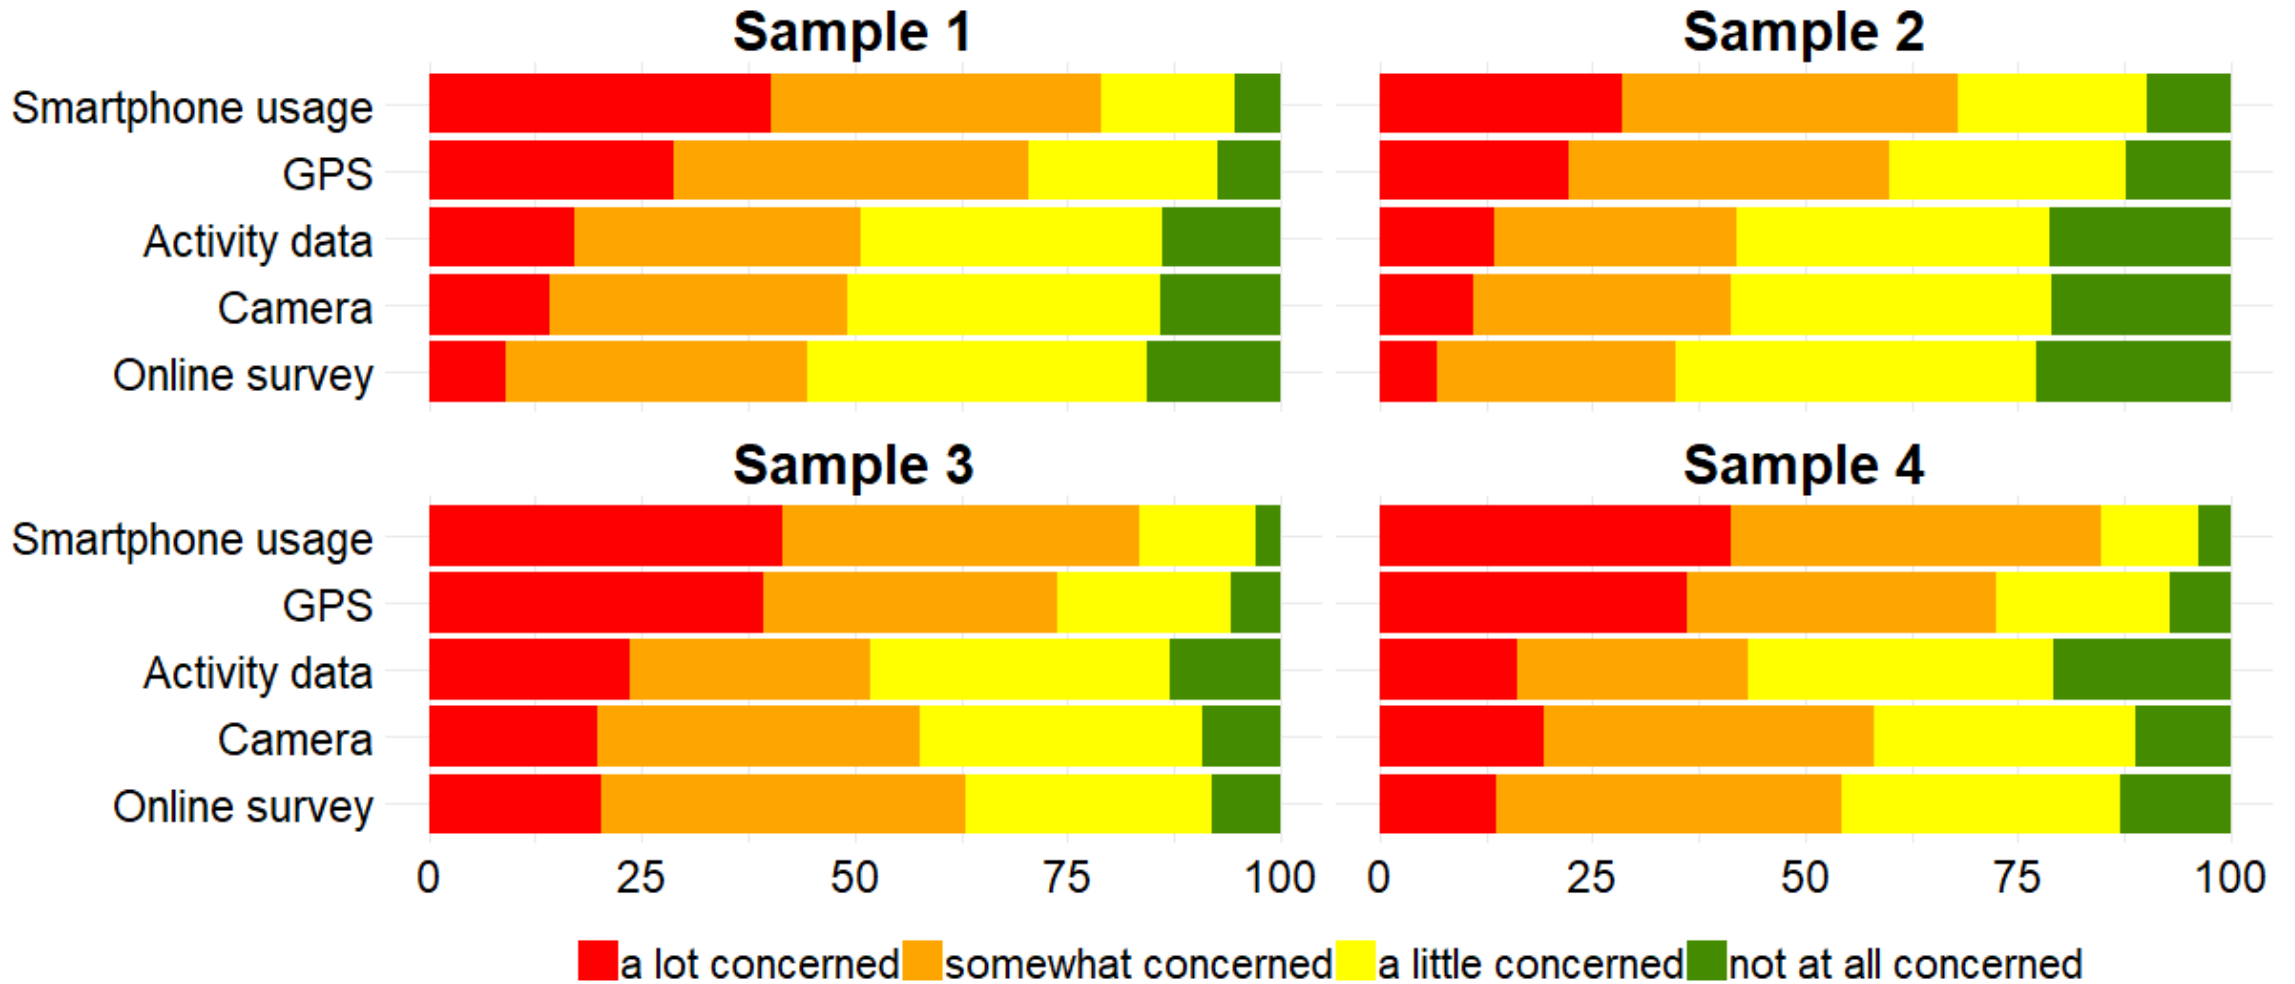 Sample 1
Sample 2
Smartphone usage
GPS
Activity data
Camera
Online survey
Sample 3
Sample 4
Smartphone usage
GPS
Activity data
Camera
Online survey
0 25 50 75 100 0 25 50 75 100
a lot concerned somewhat concerned a little concerned not at all concerned